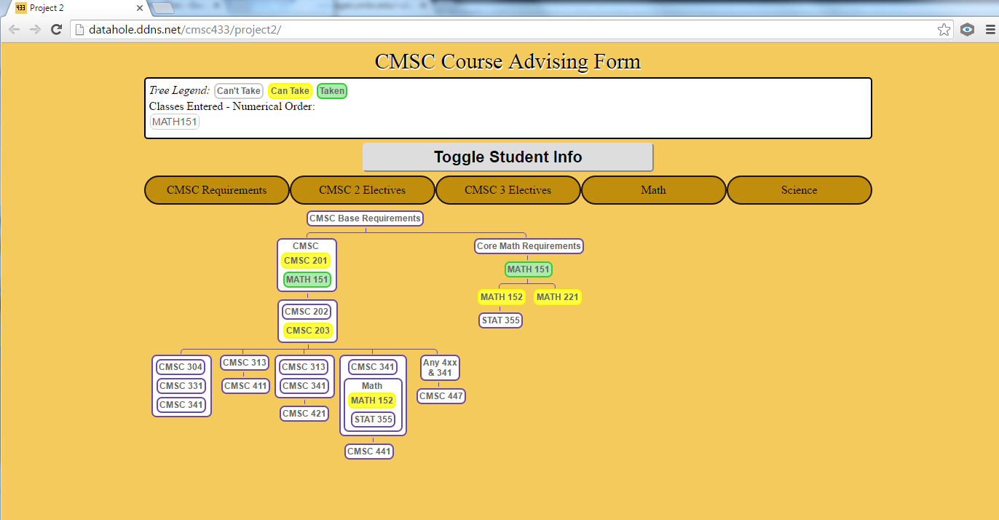 433 Project 2
datahole.ddns.net/cmsc433/project2/
CMSC Course Advising Form
Tree Legend: Can't Take Can Take Taken
Classes Entered - Numerical Order:
MATH151
Toggle Student Info
CMSC Requirements CMSC 2 Electives CMSC 3 Electives Math Science
CMSC Base Requirements
CMSC Core Math Requirements
CMSC 201
MATH 151
MATH 151
MATH 152 MATH 221
CMSC 202
STAT 355
CMSC 203
CMSC 304 CMSC 313 CMSC 313 CMSC 341 Any 4xx
& 341
CMSC 331 CMSC 411 CMSC 341 Math
CMSC 447
MATH 152
CMSC 341
CMSC 421
STAT 355
CMSC 441